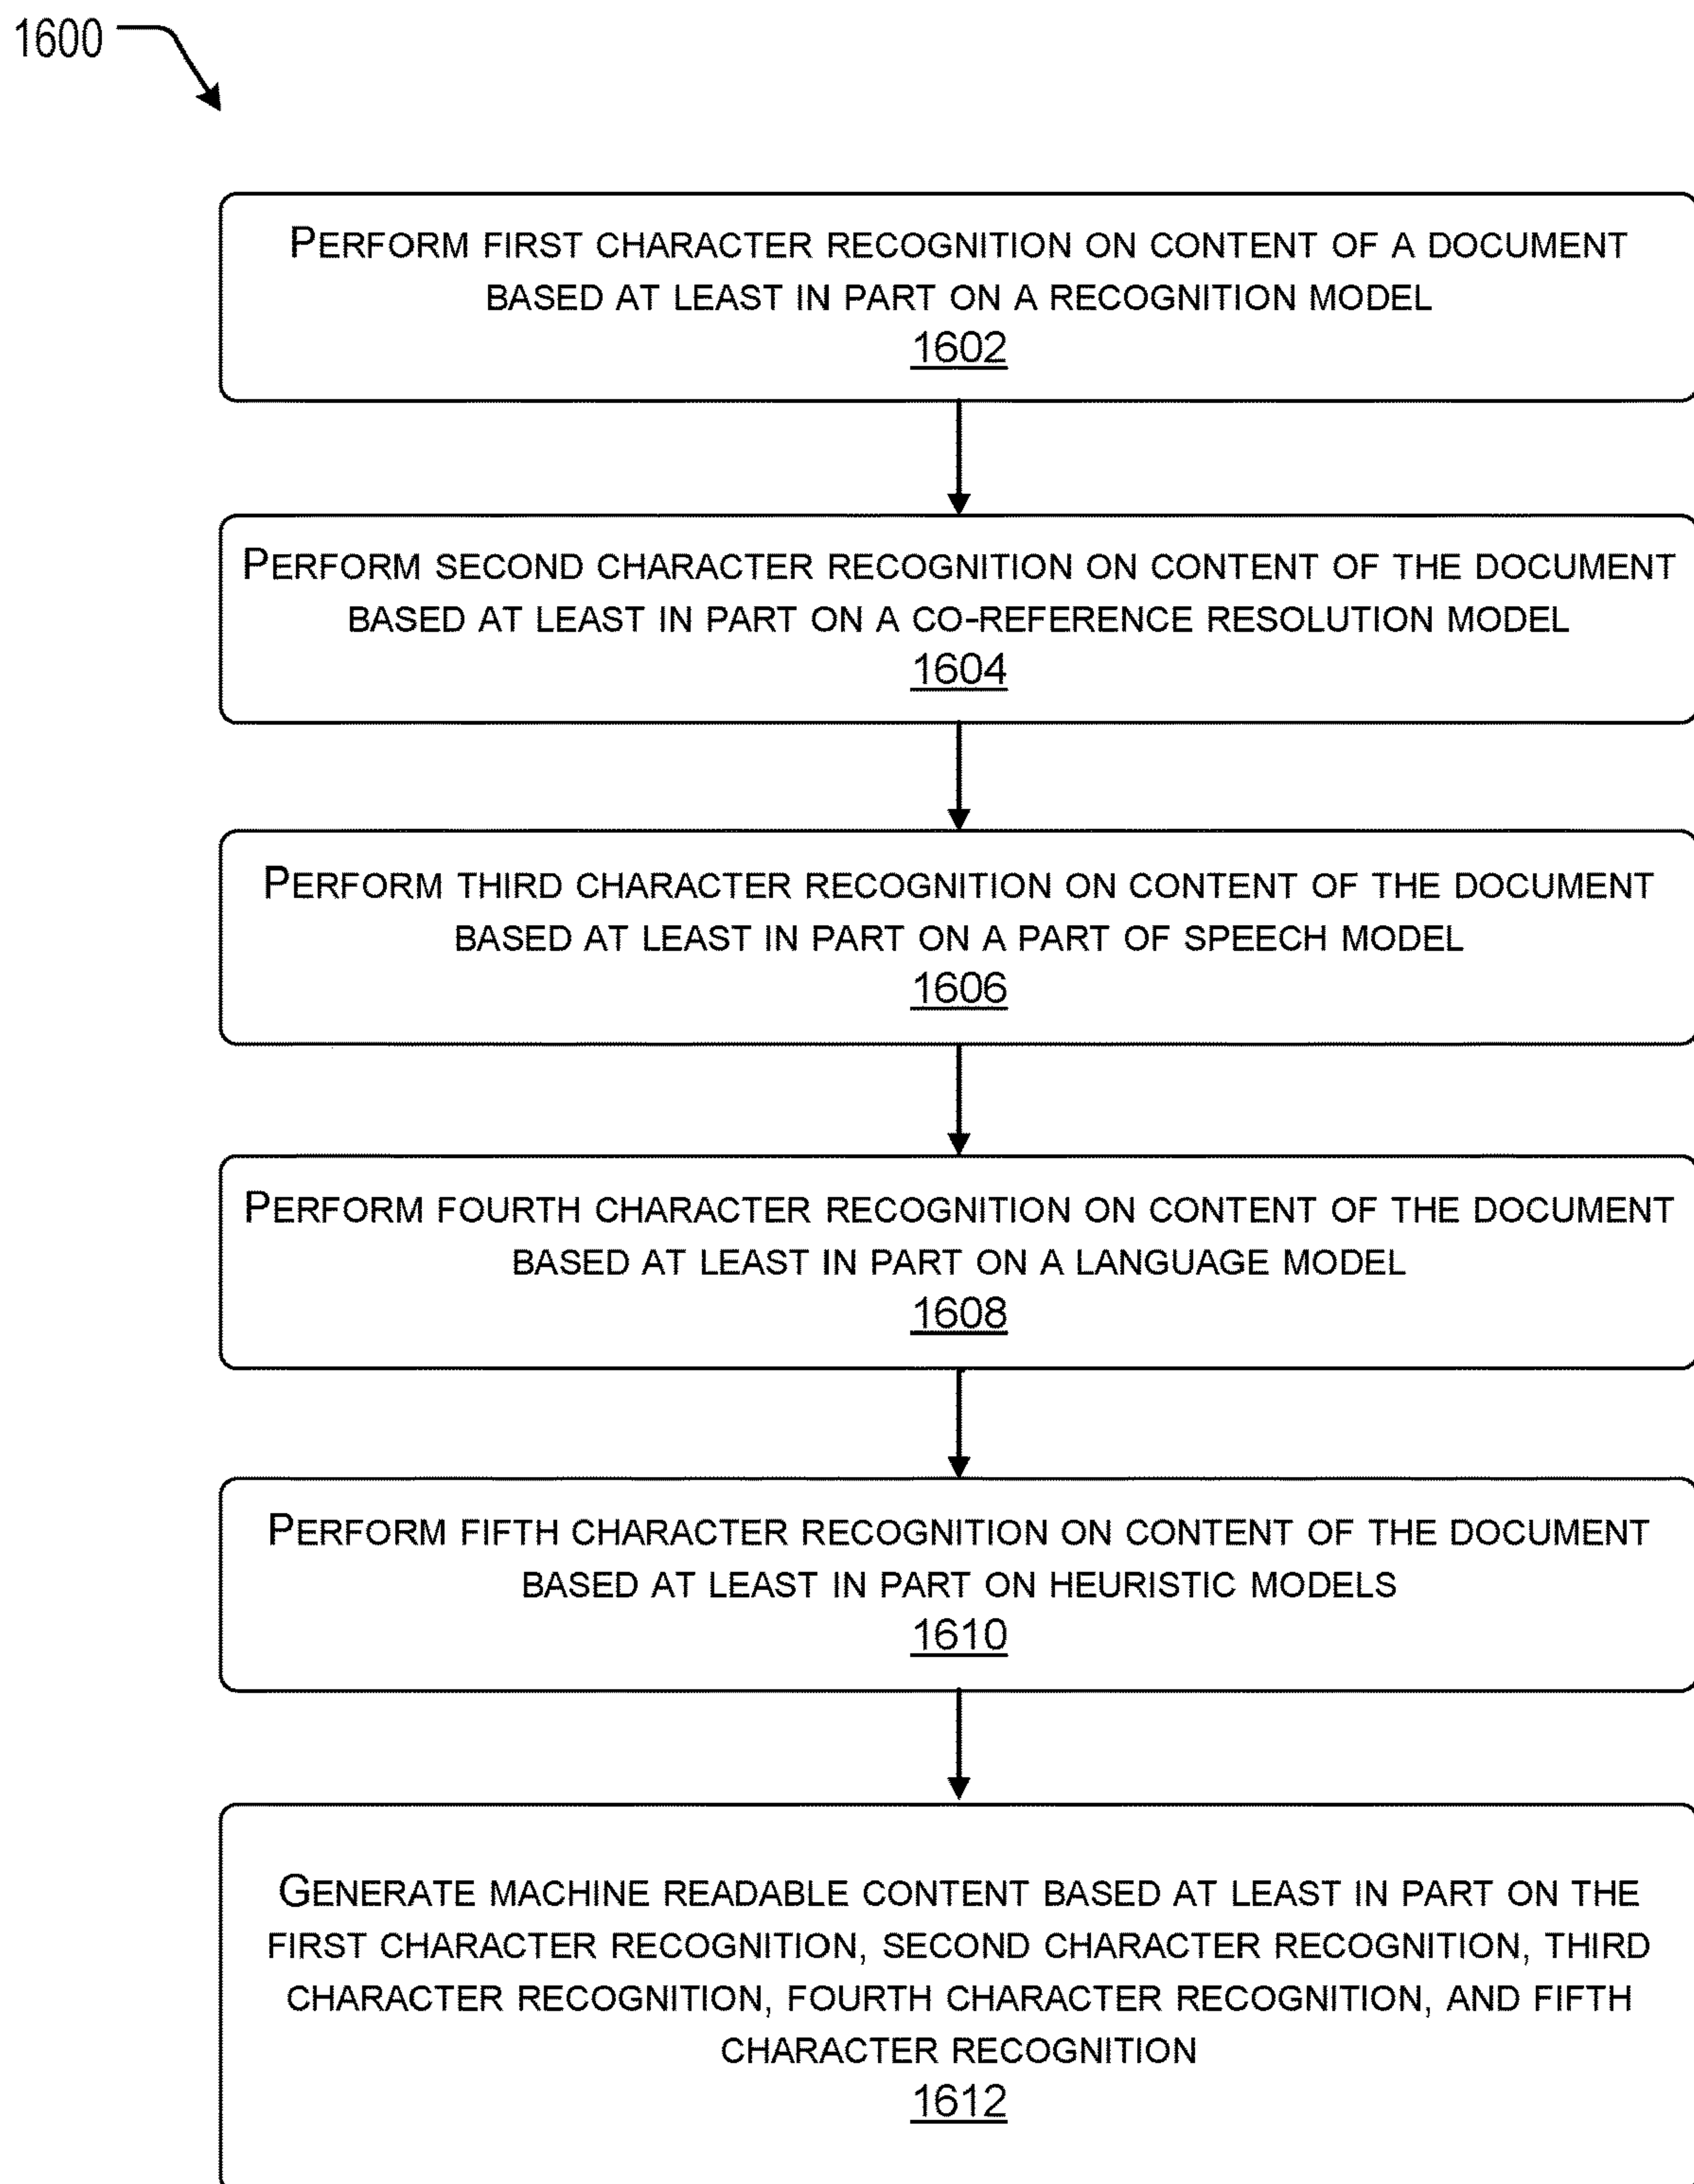 1600
PERFORM FIRST CHARACTER RECOGNITION ON CONTENT OF A DOCUMENT
BASED AT LEAST IN PART ON A RECOGNITION MODEL
1602
PERFORM SECOND CHARACTER RECOGNITION ON CONTENT OF THE DOCUMENT
BASED AT LEAST IN PART ON A CO-REFERENCE RESOLUTION MODEL
1604
PERFORM THIRD CHARACTER RECOGNITION ON CONTENT OF THE DOCUMENT
BASED AT LEAST IN PART ON A PART OF SPEECH MODEL
1606
PERFORM FOURTH CHARACTER RECOGNITION ON CONTENT OF THE DOCUMENT
BASED AT LEAST IN PART ON A LANGUAGE MODEL
1608
PERFORM FIFTH CHARACTER RECOGNITION ON CONTENT OF THE DOCUMENT
BASED AT LEAST IN PART ON HEURISTIC MODELS
1610
GENERATE MACHINE READABLE CONTENT BASED AT LEAST IN PART ON THE
FIRST CHARACTER RECOGNITION, SECOND CHARACTER RECOGNITION, THIRD
CHARACTER RECOGNITION, FOURTH CHARACTER RECOGNITION, AND FIFTH
CHARACTER RECOGNITION
1612